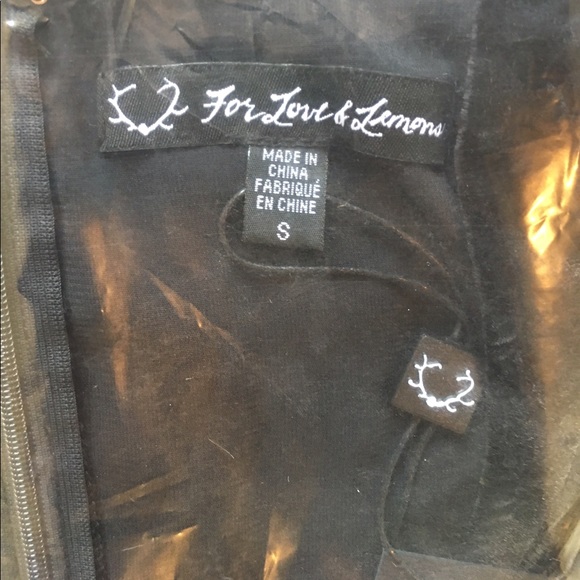 For Love & Lemons
MADE IN
CHINA
FABRIQUÉ
EN CHINE
S